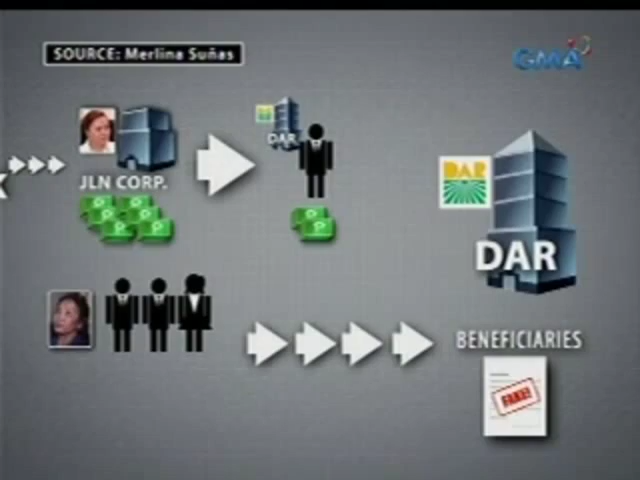 SOURCE: Merlina Suñas
GMA
DAR
JLN CORP.
DAR
DAR
BENEFICIARIES
FAKE!